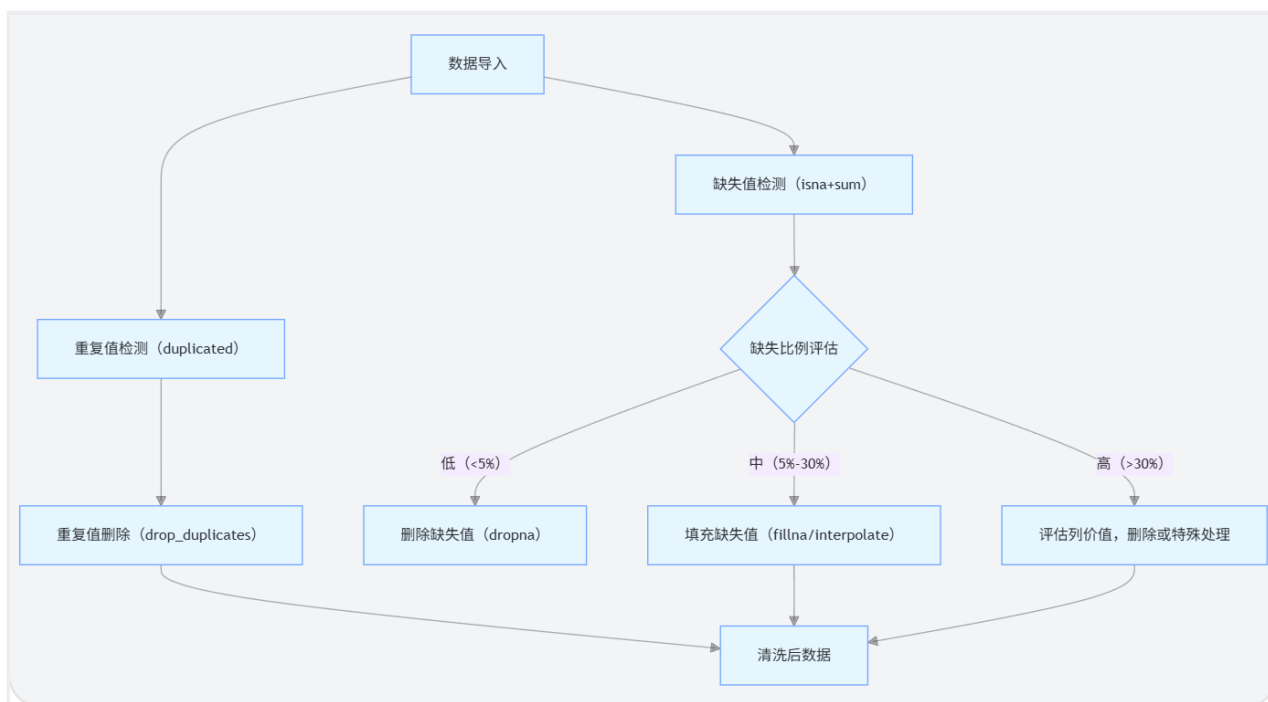 数据导入
缺失值检测（isna+sum）
重复值检测（duplicated）
缺失比例评估
低（<5%）
中（5%-30%）
高（>30%）
重复值删除（drop_duplicates）
删除缺失值（dropna）
填充缺失值（fillna/interpolate）
评估列价值，删除或特殊处理
清洗后数据